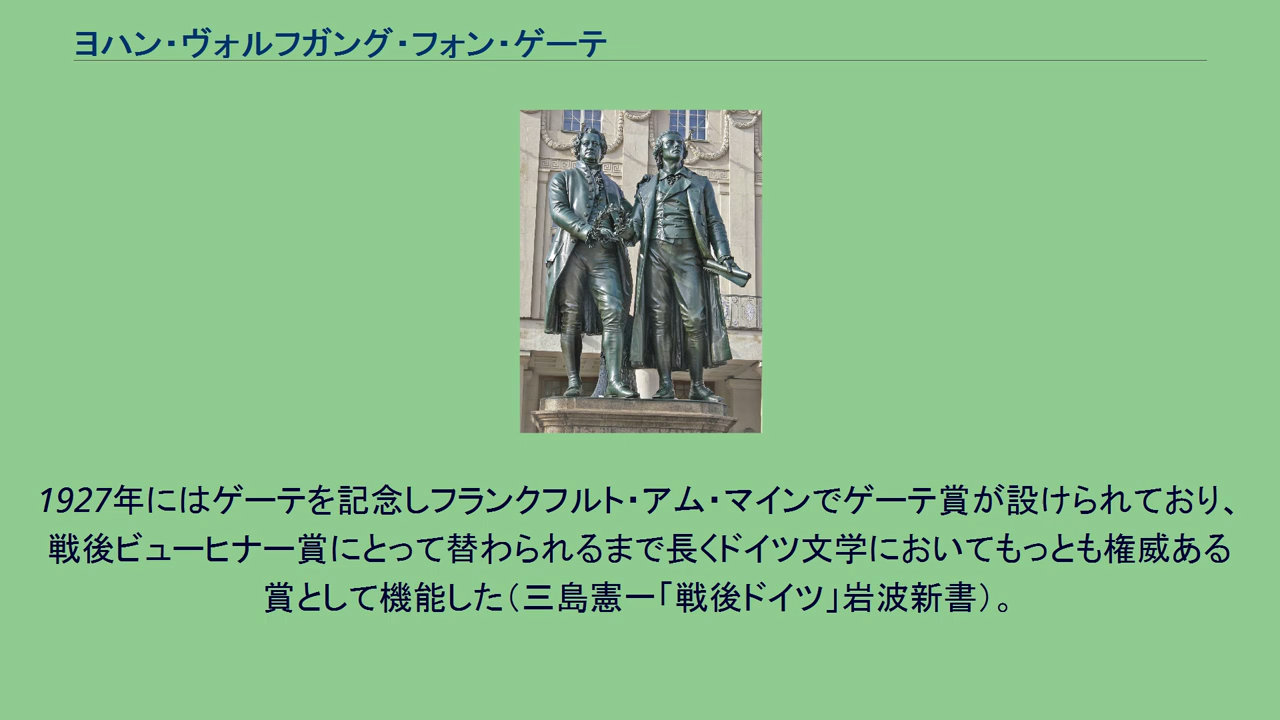 ヨハン・ヴォルフガング・フォン・ゲーテ
1927年にはゲーテを記念しフランクフルト・アム・マインでゲーテ賞が設けられており、
戦後ビューヒナー賞にとって替わられるまで長くドイツ文学においてもっとも権威ある
賞として機能した（三島憲一「戦後ドイツ」岩波新書）。